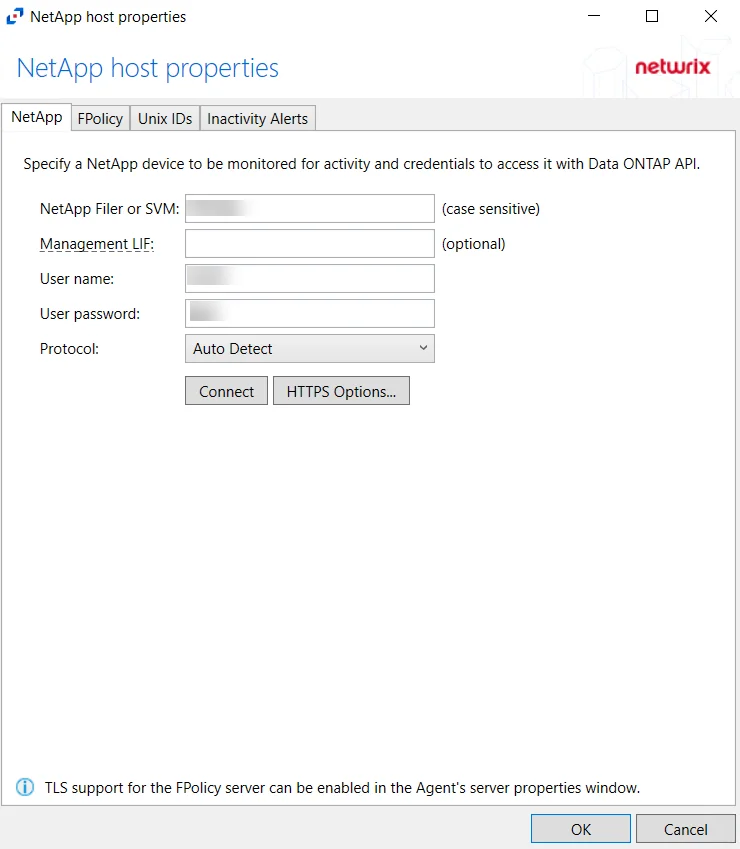 NetApp host properties
NetApp host properties
netwrix
NetApp FPolicy Unix IDs Inactivity Alerts
Specify a NetApp device to be monitored for activity and credentials to access it with Data ONTAP API.
NetApp Filer or SVM: (case sensitive)
Management LIF: (optional)
User name:
User password:
Protocol: Auto Detect
Connect HTTPS Options...
TLS support for the FPolicy server can be enabled in the Agent's server properties window.
OK Cancel